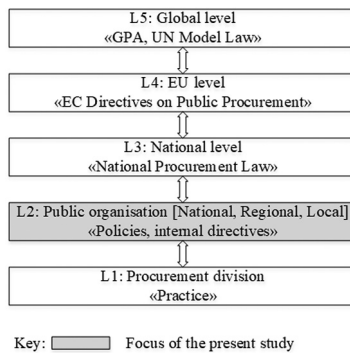 L5: Global level
«GPA, UN Model Law»
L4: EU level
«EC Directives on Public Procurement»
L3: National level
«National Procurement Law»
L2: Public organisation [National, Regional, Local]
«Policies, internal directives»
L1: Procurement division
«Practice»
Key: Focus of the present study